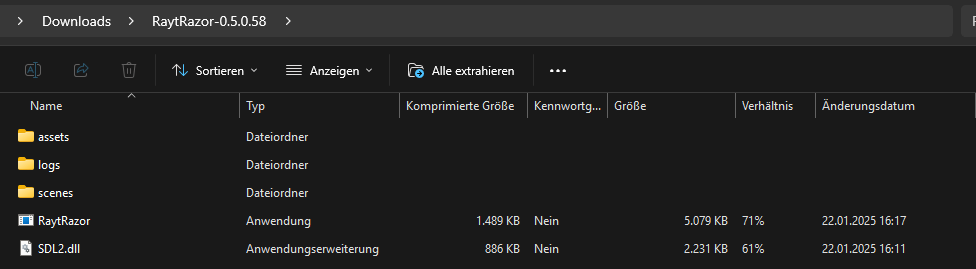 Downloads RaytRazor-0.5.0.58
Sortieren Anzeigen Alle extrahieren
Name Typ Komprimierte Größe Kennwortg... Größe Verhältnis Änderungsdatum
assets Dateiordner
logs Dateiordner
scenes Dateiordner
RaytRazor Anwendung 1.489 KB Nein 5.079 KB 71% 22.01.2025 16:17
SDL2.dll Anwendungserweiterung 886 KB Nein 2.231 KB 61% 22.01.2025 16:11